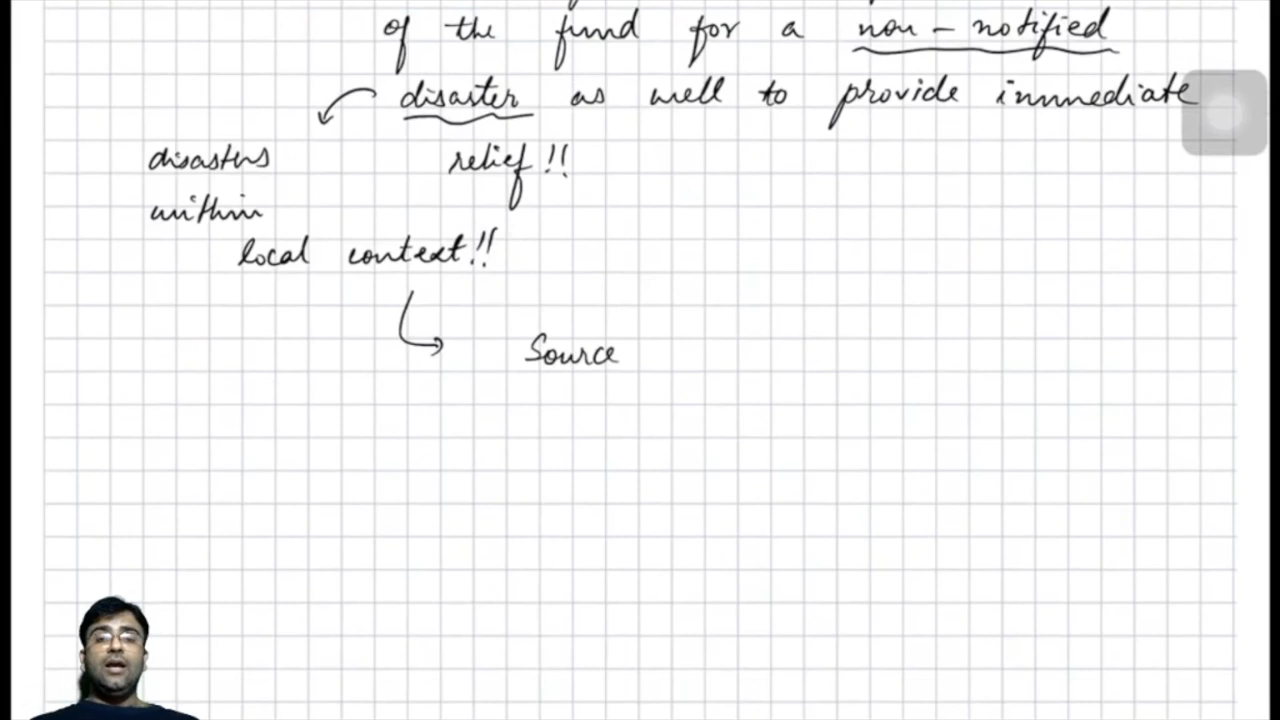 of the fund for a non-notified
disaster as well to provide immediate
disasters relief !!
within
local context!!
Source